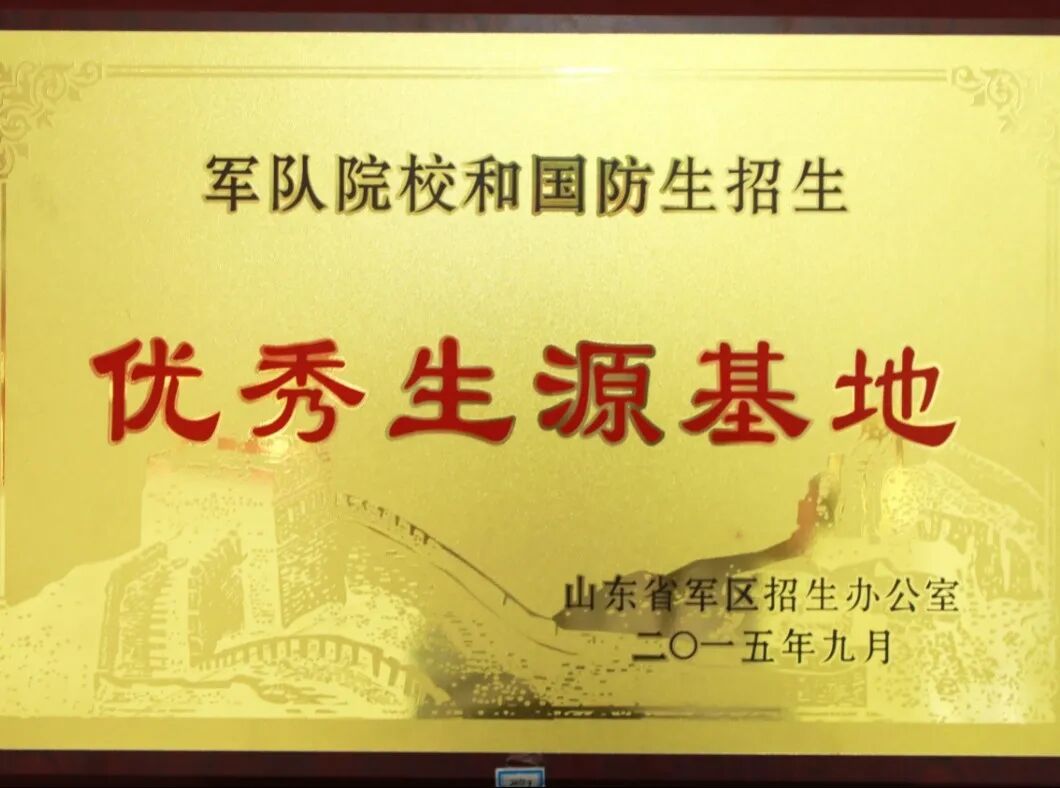 军队院校和国防生招生
优秀生源基地
山东省军区招生办公室
二〇一五年九月